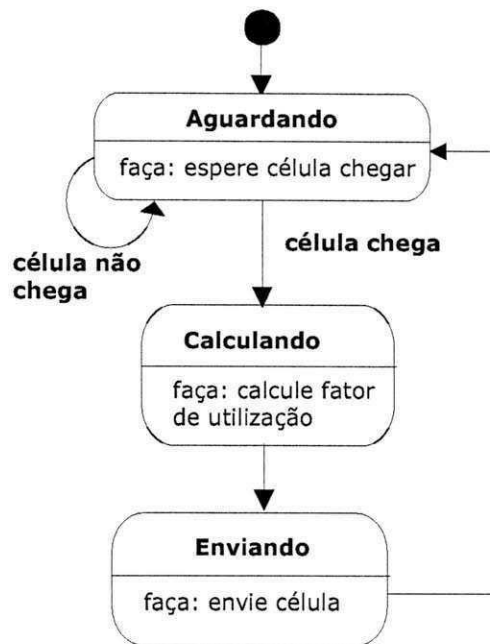 Aguardando
faça: espere célula chegar
célula chega
célula não
chega
Calculando
faça: calcule fator
de utilização
Enviando
faça: envie célula